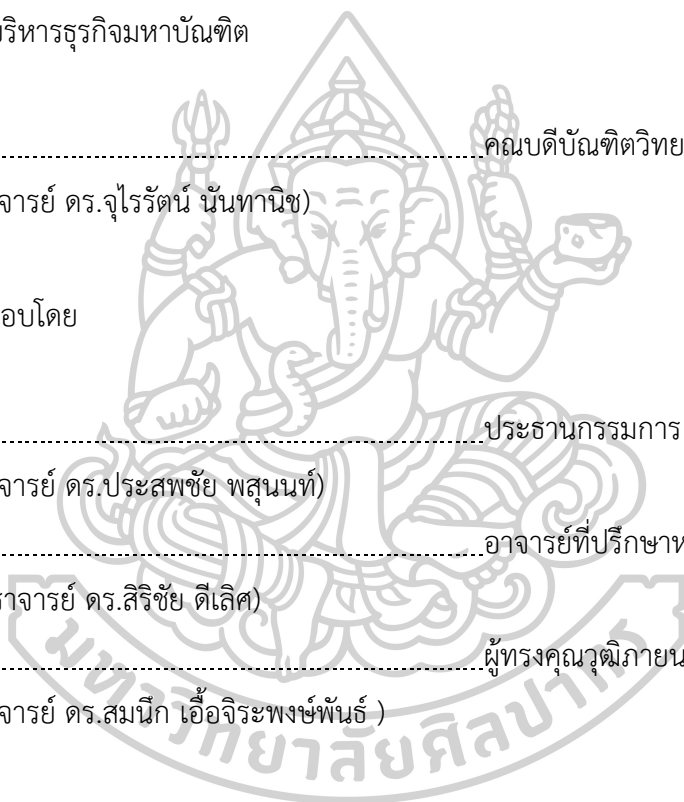 ริหารธุรกิจมหาบัณฑิต
คณบดีบัณฑิตวิทย
จารย์ ดร.จุไรรัตน์ นันทานิช)
อบโดย
ประธานกรรมการ
จารย์ ดร.ประสพชัย พสุนนท์)
อาจารย์ที่ปรึกษาห
าจารย์ ดร.สิริชัย ดีเลิศ)
ผู้ทรงคุณวุฒิภายน
จารย์ ดร.สมนึก เอื้อจิระพงษ์พันธ์ )
มหาวิทยาลัยศิลปากร